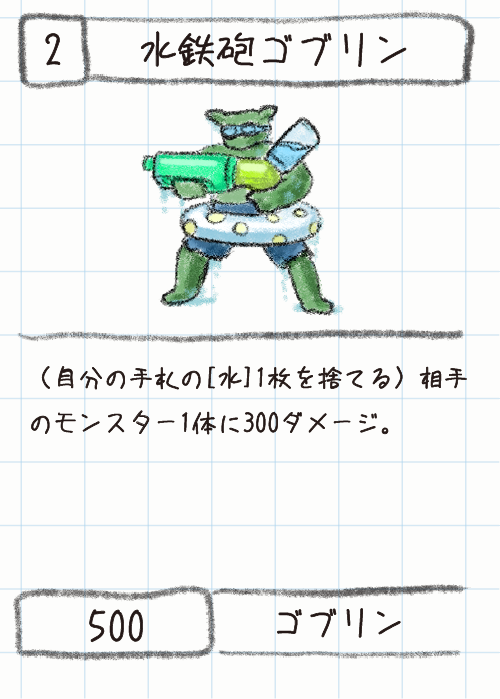 2
水鉄砲ゴブリン
（自分の手札の[水]1枚を捨てる）相手
のモンスター1体に300ダメージ。
500
ゴブリン